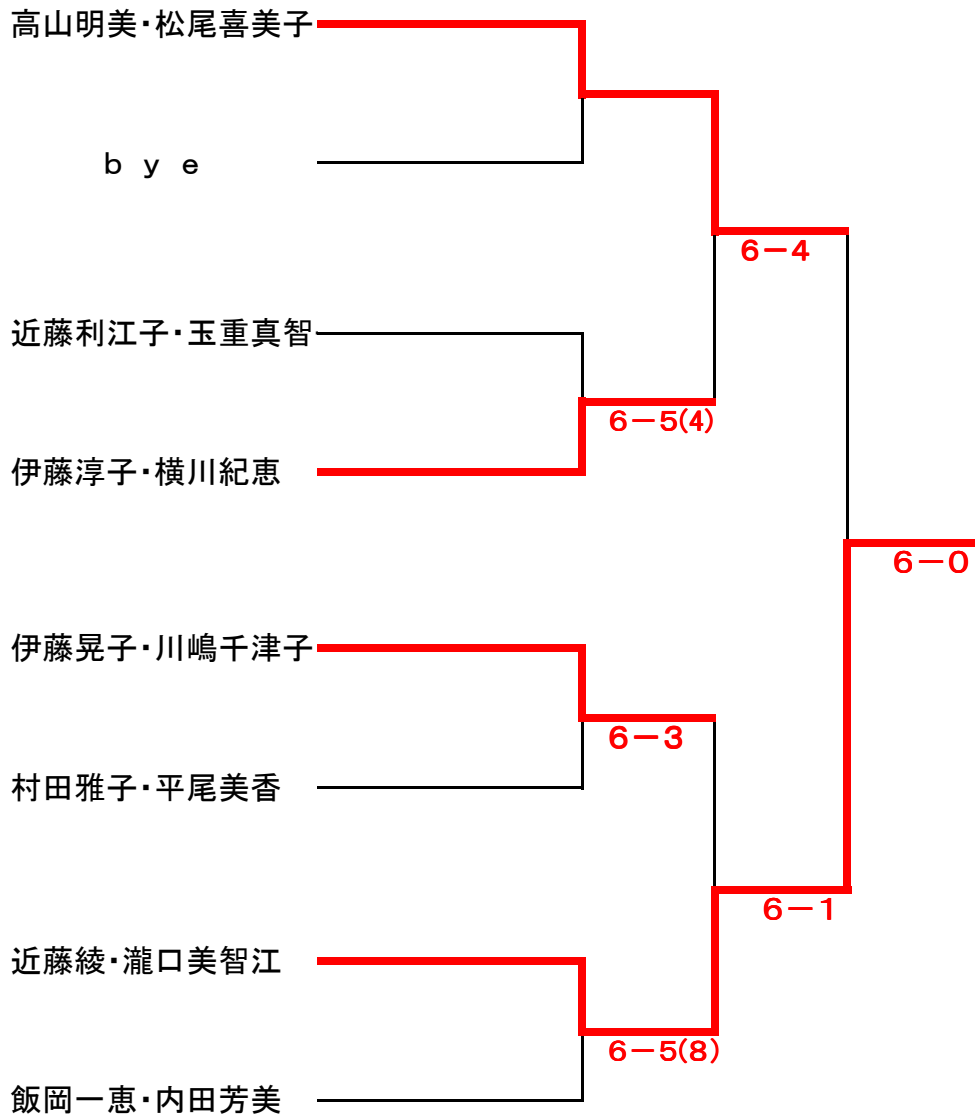 高山明美・松尾喜美子
ｂｙｅ
6－4
近藤利江子・玉重真智
6－5(4)
伊藤淳子・横川紀恵
6－0
伊藤晃子・川嶋千津子
6－3
村田雅子・平尾美香
6－1
近藤綾・瀧口美智江
6－5(8)
飯岡一恵・内田芳美